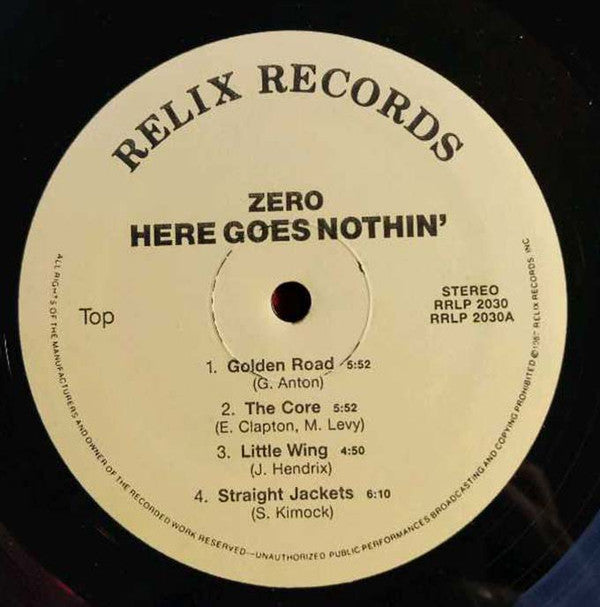 RELIX RECORDS
ZERO
HERE GOES NOTHIN'
Top
STEREO
RRLP 2030
RRLP 2030A
1. Golden Road 5:52
(G. Anton)
2. The Core 5:52
(E. Clapton, M. Levy)
3. Little Wing 4:50
(J. Hendrix)
4. Straight Jackets 6:10
(S. Kimock)
ALL RIGHTS OF THE MANUFACTURERS AND OWNER OF THE RECORDED WORK RESERVED—UNAUTHORIZED PUBLIC PERFORMANCES BROADCASTING AND COPYING PROHIBITED ©1987 RELIX RECORDS, INC